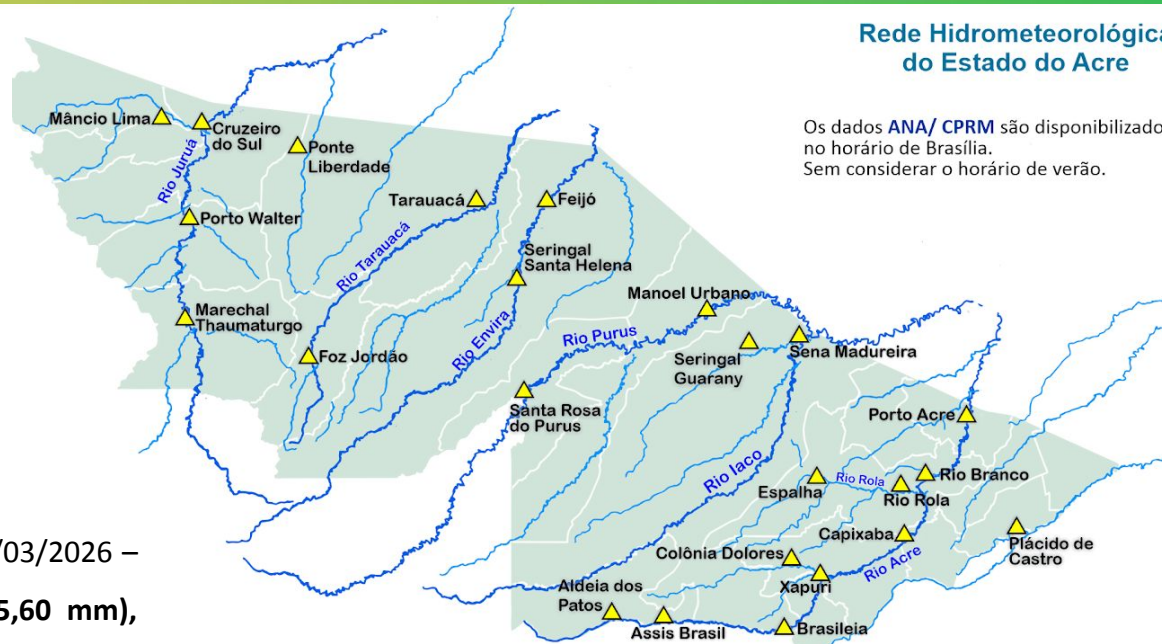 Rede Hidrometeorológica
do Estado do Acre
Os dados ANA/ CPRM são disponibilizado
no horário de Brasília.
Sem considerar o horário de verão.
Mâncio Lima
Cruzeiro
do Sul
Ponte
Liberdade
Rio Juruá
Porto Walter
Tarauacá
Feijó
Rio Tarauacá
Seringal
Santa Helena
Marechal
Thaumaturgo
Foz Jordão
Rio Envira
Manoel Urbano
Rio Purus
Seringal
Guarany
Sena Madureira
Santa Rosa
do Purus
Porto Acre
Rio Iaco
Espalha
Rio Rola
Rio Rola
Rio Branco
Capixaba
Plácido de
Castro
Colônia Dolores
Rio Acre
Xapuri
Aldeia dos
Patos
Assis Brasil
Brasileia
/03/2026 –
5,60 mm),